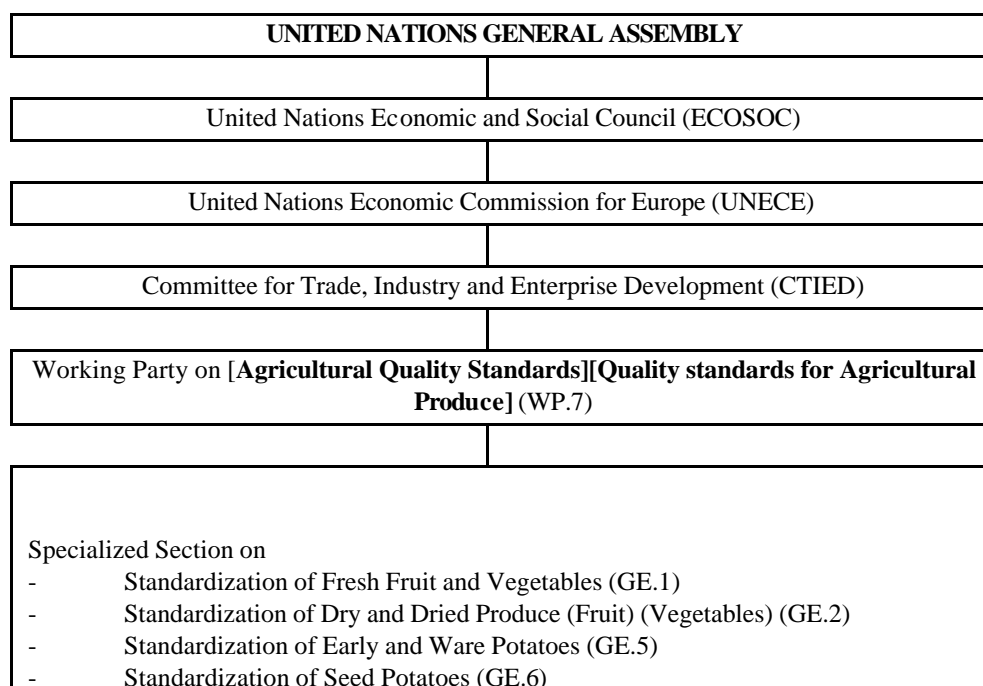 UNITED NATIONS GENERAL ASSEMBLY
United Nations Economic and Social Council (ECOSOC)
United Nations Economic Commission for Europe (UNECE)
Committee for Trade, Industry and Enterprise Development (CTIED)
Working Party on [Agricultural Quality Standards][Quality standards for Agricultural
Produce] (WP.7)
Specialized Section on
- Standardization of Fresh Fruit and Vegetables (GE.1)
- Standardization of Dry and Dried Produce (Fruit) (Vegetables) (GE.2)
- Standardization of Early and Ware Potatoes (GE.5)
- Standardization of Seed Potatoes (GE.6)